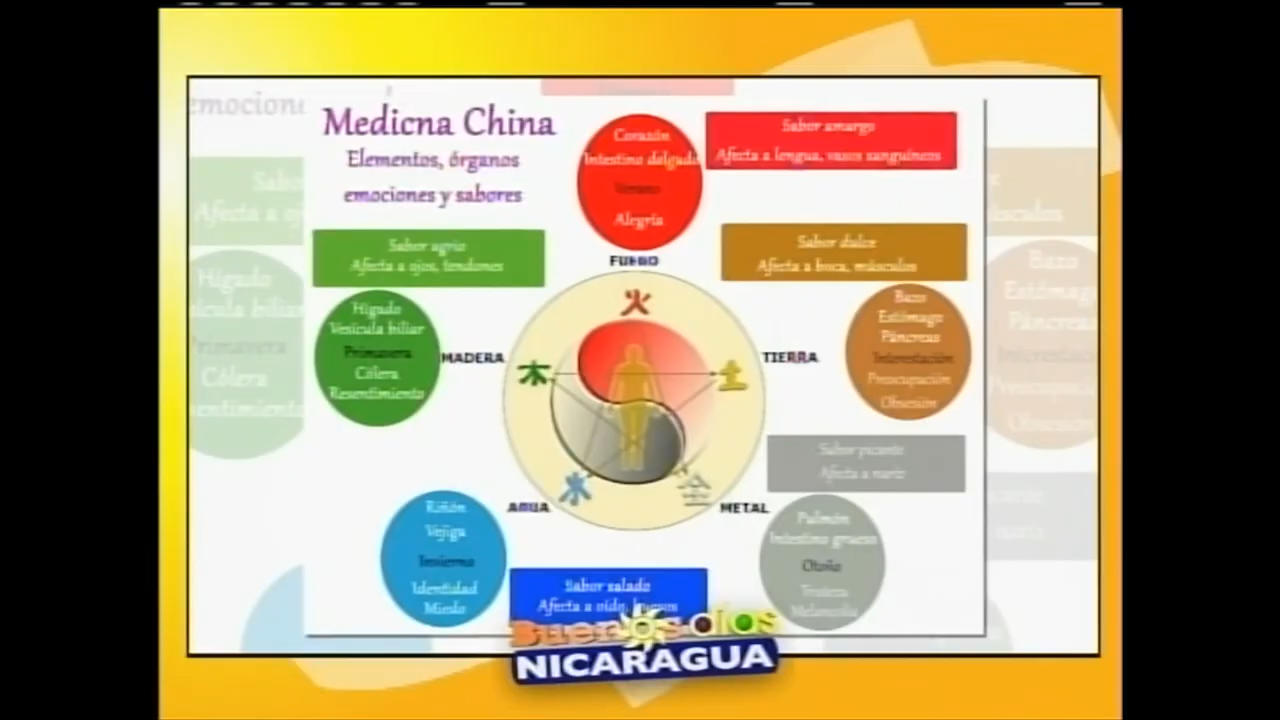 Medicna China
Elementos, órganos
emociones y sabores
Corazón
Intestino delgado
Verano
Alegría
FUEGO
Sabor amargo
Afecta a lengua, vasos sanguíneos
Sabor agrio
Afecta a ojos, tendones
Sabor dulce
Afecta a boca, músculos
Hígado
Vesícula biliar
Primavera
Cólera
Resentimiento
MADERA
火
木
土
水
金
TIERRA
Bazo
Estómago
Páncreas
Interestación
Preocupación
Obsesión
Sabor picante
Afecta a nariz
AGUA
METAL
Riñón
Vejiga
Invierno
Identidad
Miedo
Pulmón
Intestino grueso
Otoño
Tristeza
Melancolía
Sabor salado
Afecta a oído, huesos
Buenos días
NICARAGUA